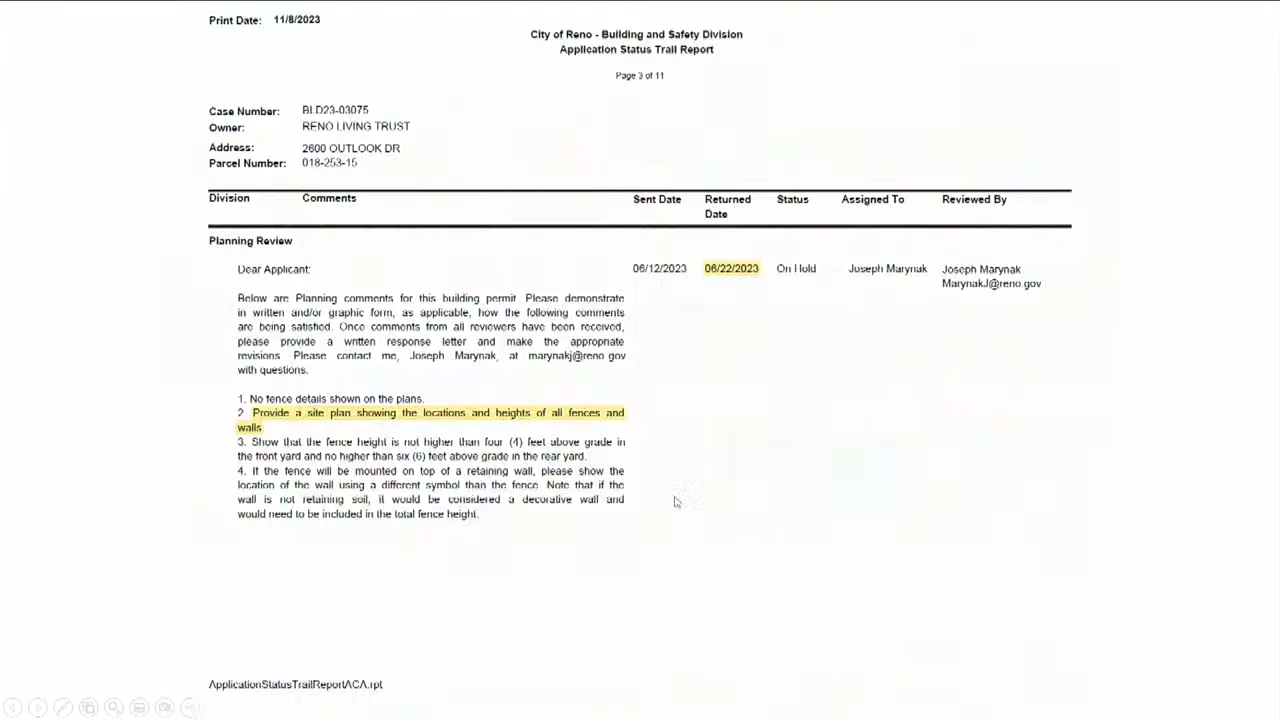 Print Date: 11/8/2023
City of Reno - Building and Safety Division
Application Status Trail Report
Page 3 of 11
Case Number: BLD23-03075
Owner: RENO LIVING TRUST
Address: 2600 OUTLOOK DR
Parcel Number: 018-253-15
Division Comments Sent Date Returned Date Status Assigned To Reviewed By
Planning Review
Dear Applicant: 06/12/2023 06/22/2023 On Hold Joseph Marynak Joseph Marynak
MarynakJ@reno.gov
Below are Planning comments for this building permit. Please demonstrate
in written and/or graphic form, as applicable, how the following comments
are being satisfied. Once comments from all reviewers have been received,
please provide a written response letter and make the appropriate
revisions. Please contact me, Joseph Marynak, at marynakj@reno.gov
with questions.
1. No fence details shown on the plans.
2. Provide a site plan showing the locations and heights of all fences and
walls
3. Show that the fence height is not higher than four (4) feet above grade in
the front yard and no higher than six (6) feet above grade in the rear yard.
4. If the fence will be mounted on top of a retaining wall, please show the
location of the wall using a different symbol than the fence. Note that if the
wall is not retaining soil, it would be considered a decorative wall and
would need to be included in the total fence height.
ApplicationStatusTrailReportACA.rpt